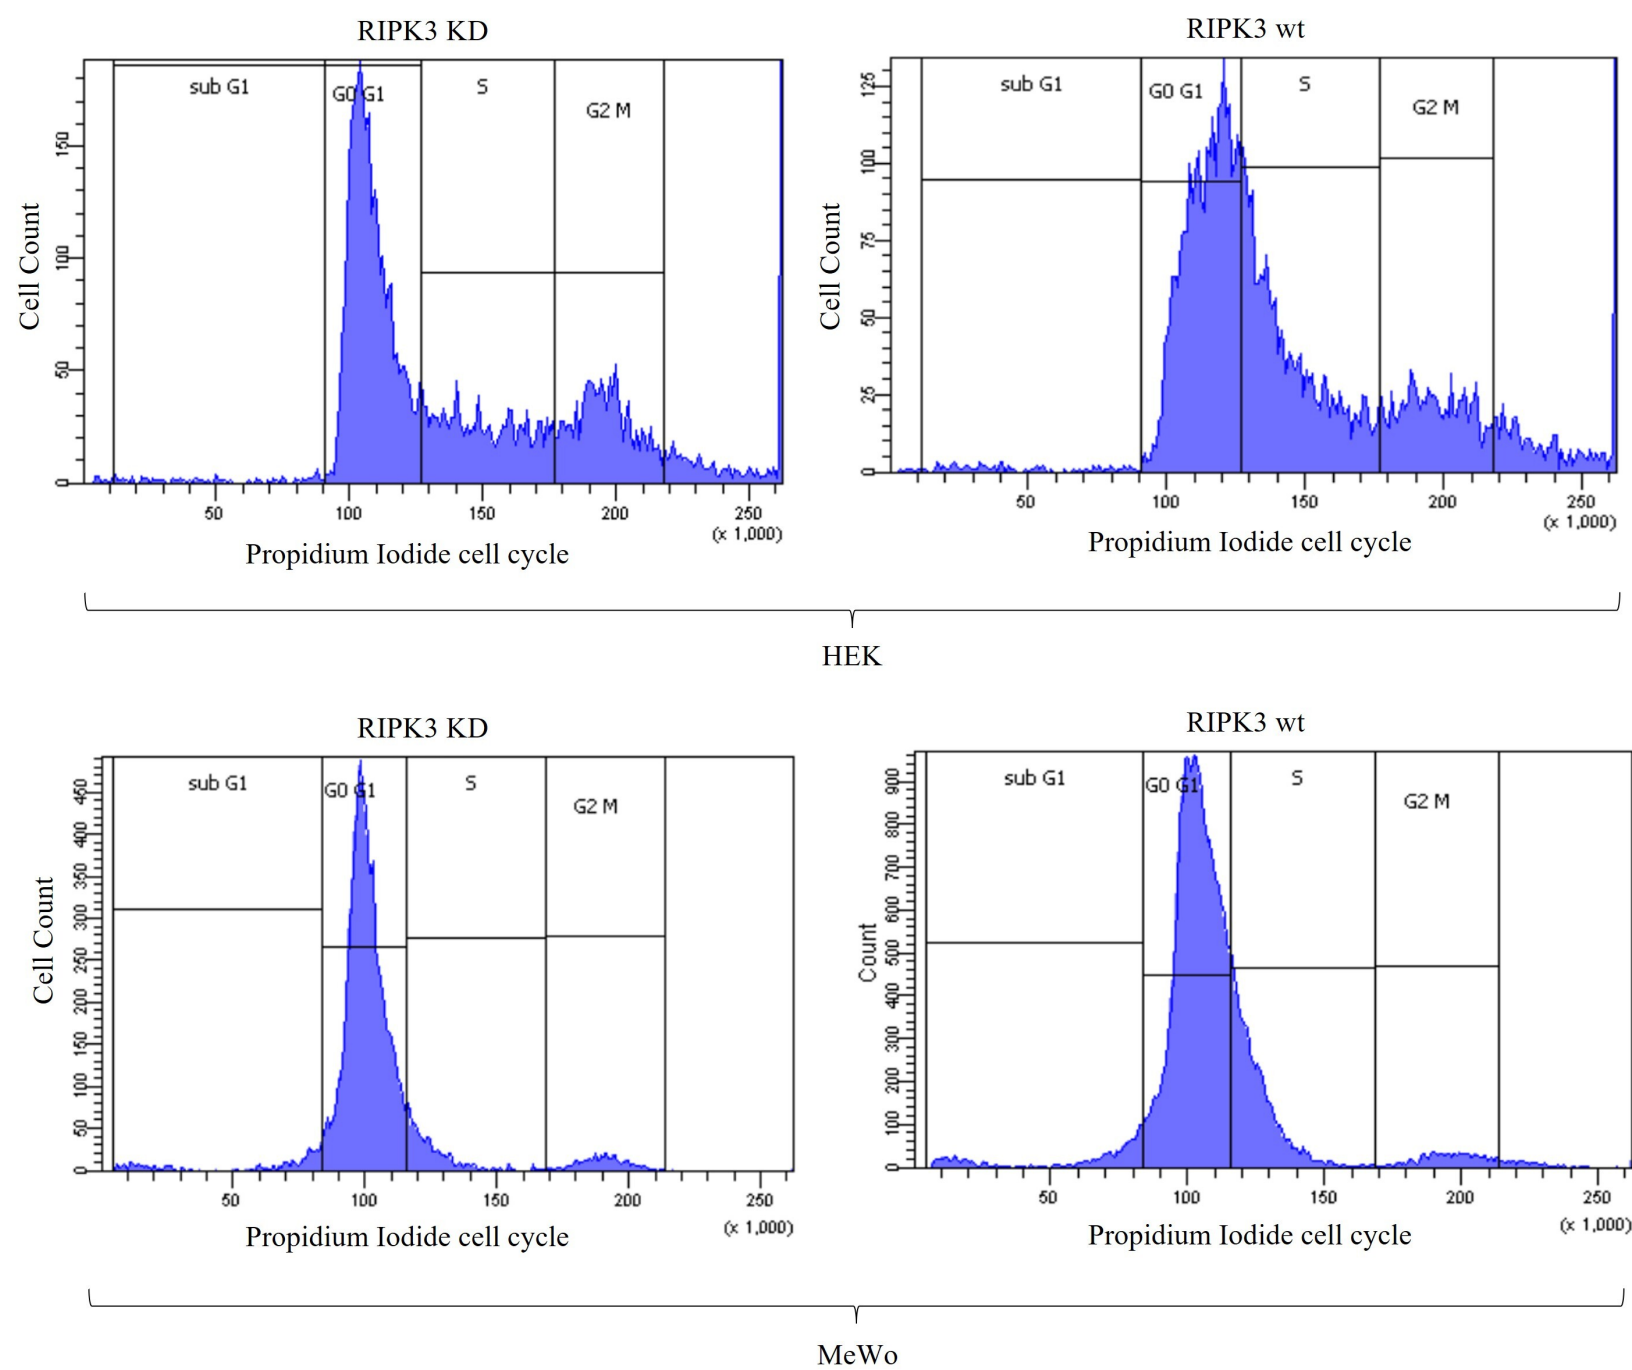 RIPK3 KD
RIPK3 wt
sub G1
G0 G1
S
G2 M
150
100
50
0
Cell Count
50
100
150
200
250
(x 1,000)
Propidium Iodide cell cycle
sub G1
G0 G1
S
G2 M
125
100
75
50
25
0
Cell Count
50
100
150
200
250
(x 1,000)
Propidium Iodide cell cycle
HEK
RIPK3 KD
RIPK3 wt
sub G1
G0 G1
S
G2 M
450
400
350
300
250
200
150
100
50
0
Cell Count
50
100
150
200
250
(x 1,000)
Propidium Iodide cell cycle
sub G1
G0 G1
S
G2 M
900
800
700
600
500
400
300
200
100
0
Count
50
100
150
200
250
(x 1,000)
Propidium Iodide cell cycle
MeWo